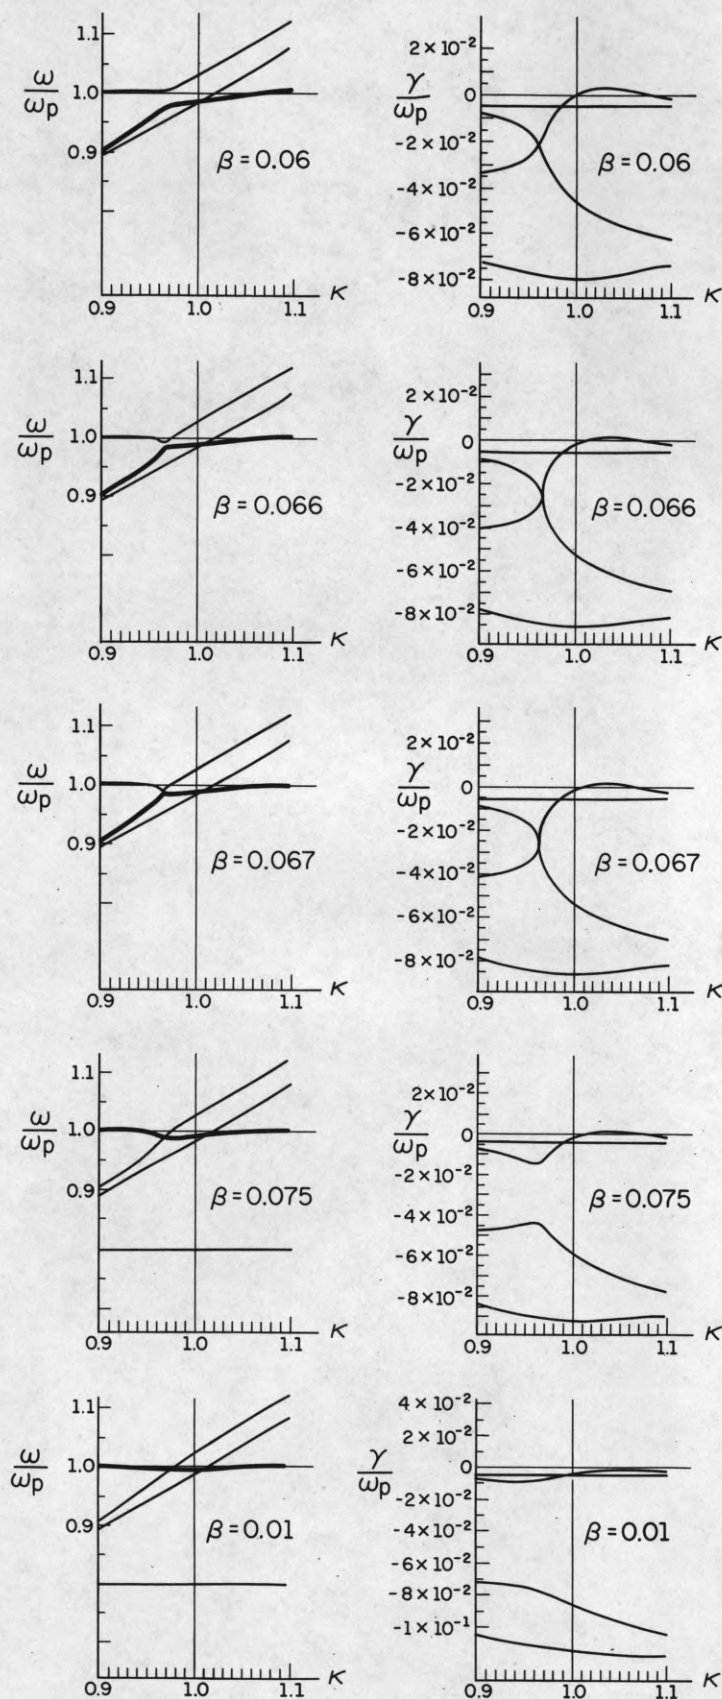 ω/ωp 1.1 1.0 0.9 β = 0.06 0.9 1.0 1.1 K
γ/ωp 2×10⁻² 0 -2×10⁻² -4×10⁻² -6×10⁻² -8×10⁻² β = 0.06 0.9 1.0 1.1 K
ω/ωp 1.1 1.0 0.9 β = 0.066 0.9 1.0 1.1 K
γ/ωp 2×10⁻² 0 -2×10⁻² -4×10⁻² -6×10⁻² -8×10⁻² β = 0.066 0.9 1.0 1.1 K
ω/ωp 1.1 1.0 0.9 β = 0.067 0.9 1.0 1.1 K
γ/ωp 2×10⁻² 0 -2×10⁻² -4×10⁻² -6×10⁻² -8×10⁻² β = 0.067 0.9 1.0 1.1 K
ω/ωp 1.1 1.0 0.9 β = 0.075 0.9 1.0 1.1 K
γ/ωp 2×10⁻² 0 -2×10⁻² -4×10⁻² -6×10⁻² -8×10⁻² β = 0.075 0.9 1.0 1.1 K
ω/ωp 1.1 1.0 0.9 β = 0.01 0.9 1.0 1.1 K
γ/ωp 4×10⁻² 2×10⁻² 0 -2×10⁻² -4×10⁻² -6×10⁻² -8×10⁻² -1×10⁻¹ β = 0.01 0.9 1.0 1.1 K